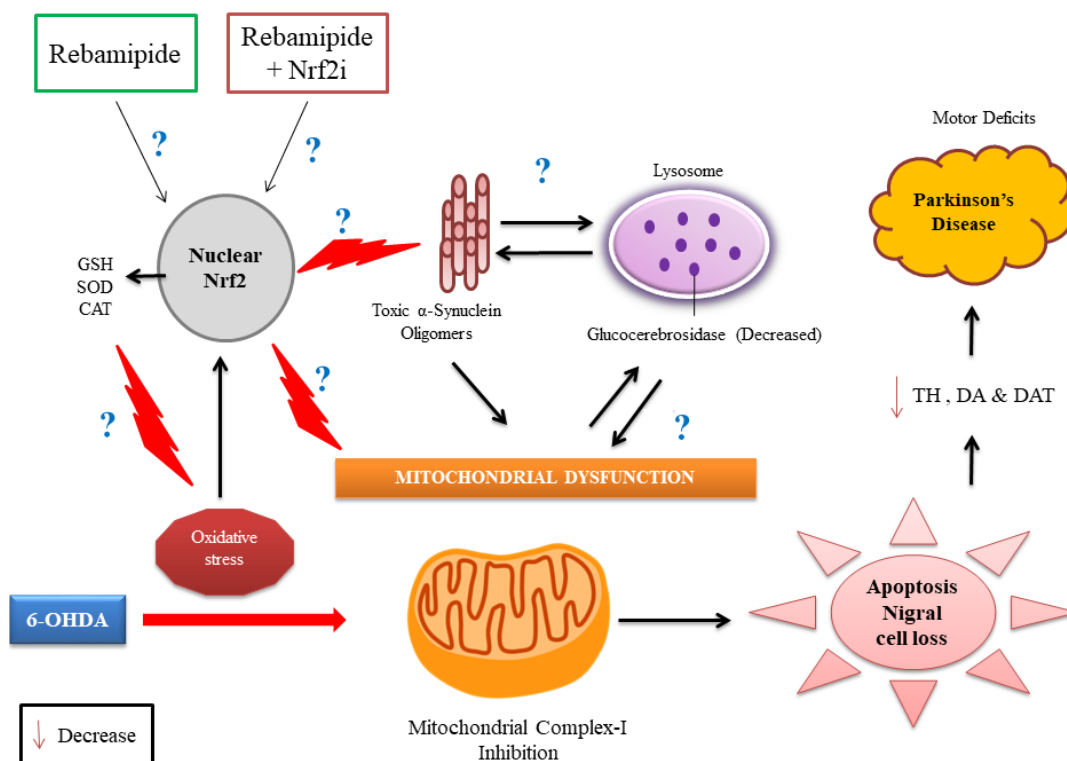 Rebamipide
Rebamipide
+ Nrf2i
?
?
Motor Deficits
?
Lysosome
Parkinson's
Disease
?
Nuclear
Nrf2
GSH
SOD
CAT
Toxic α-Synuclein
Oligomers
Glucocerebrosidase (Decreased)
?
?
?
↓ TH , DA & DAT
MITOCHONDRIAL DYSFUNCTION
Oxidative
stress
Apoptosis
Nigral
cell loss
6-OHDA
Mitochondrial Complex-I
Inhibition
↓ Decrease